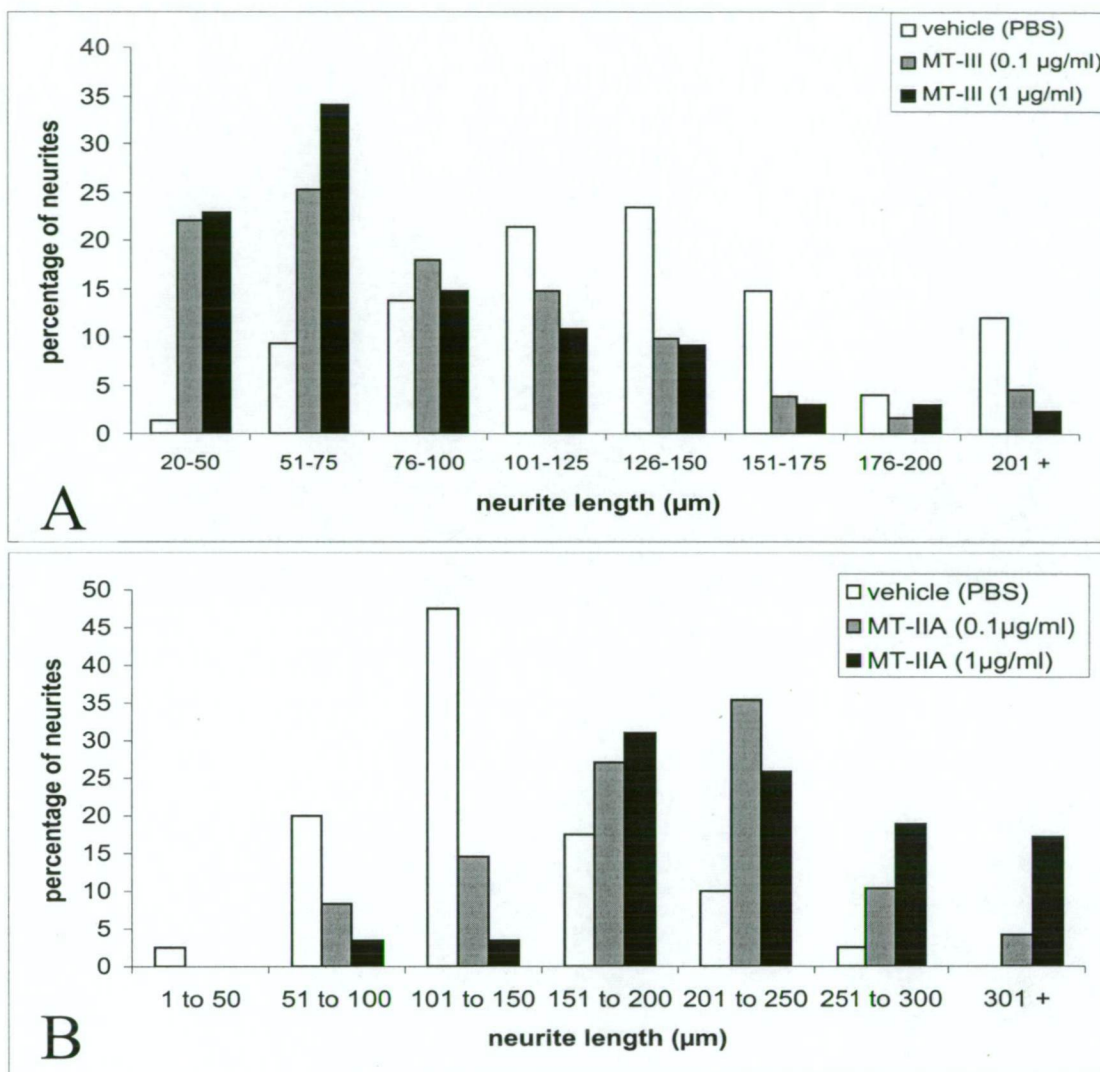 vehicle (PBS)
MT-III (0.1 µg/ml)
MT-III (1 µg/ml)
percentage of neurites
40
35
30
25
20
15
10
5
0
20-50 51-75 76-100 101-125 126-150 151-175 176-200 201 +
neurite length (µm)
A
vehicle (PBS)
MT-IIA (0.1µg/ml)
MT-IIA (1µg/ml)
percentage of neurites
50
45
40
35
30
25
20
15
10
5
0
1 to 50 51 to 100 101 to 150 151 to 200 201 to 250 251 to 300 301 +
neurite length (µm)
B